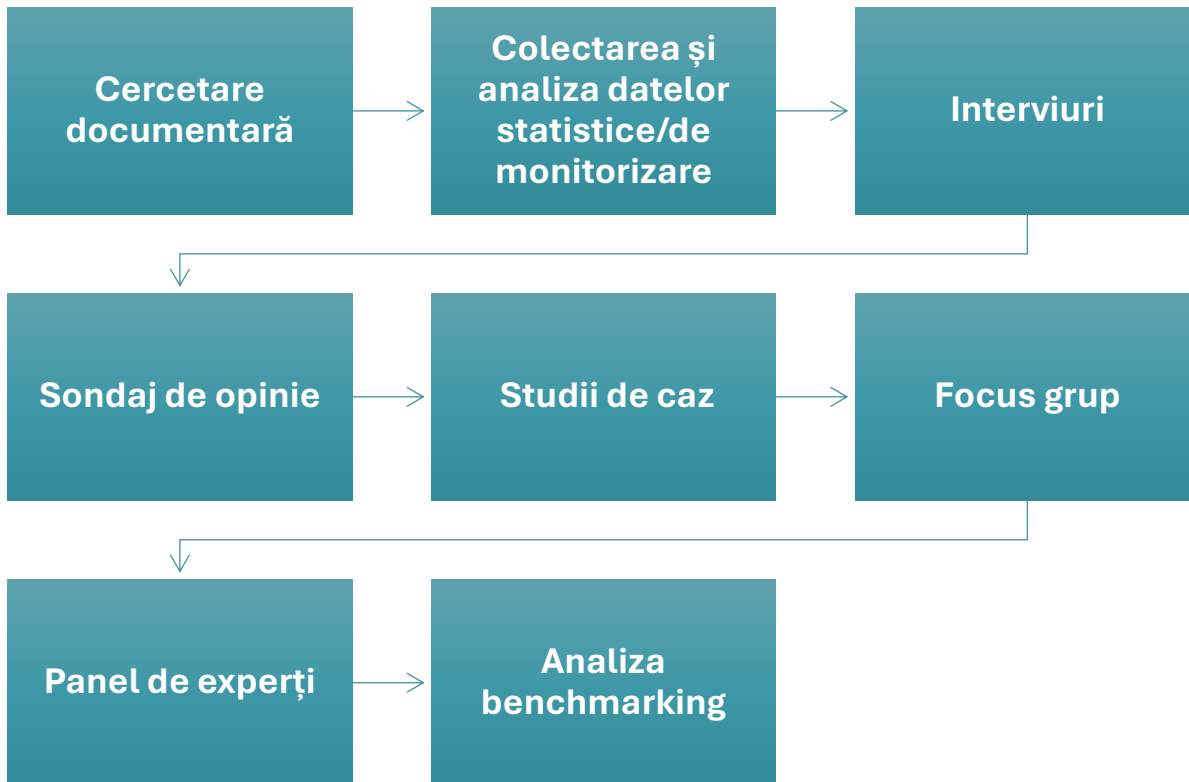 Cercetare
documentară
Colectarea și
analiza datelor
statistice/de
monitorizare
Interviuri
Sondaj de opinie
Studii de caz
Focus grup
Panel de experți
Analiza
benchmarking